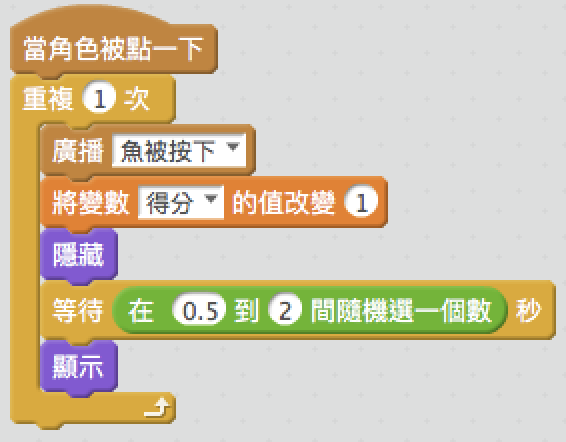 當角色被點一下
重複 1 次
廣播 魚被按下
將變數 得分 的值改變 1
隱藏
等待 在 0.5 到 2 間隨機選一個數 秒
顯示